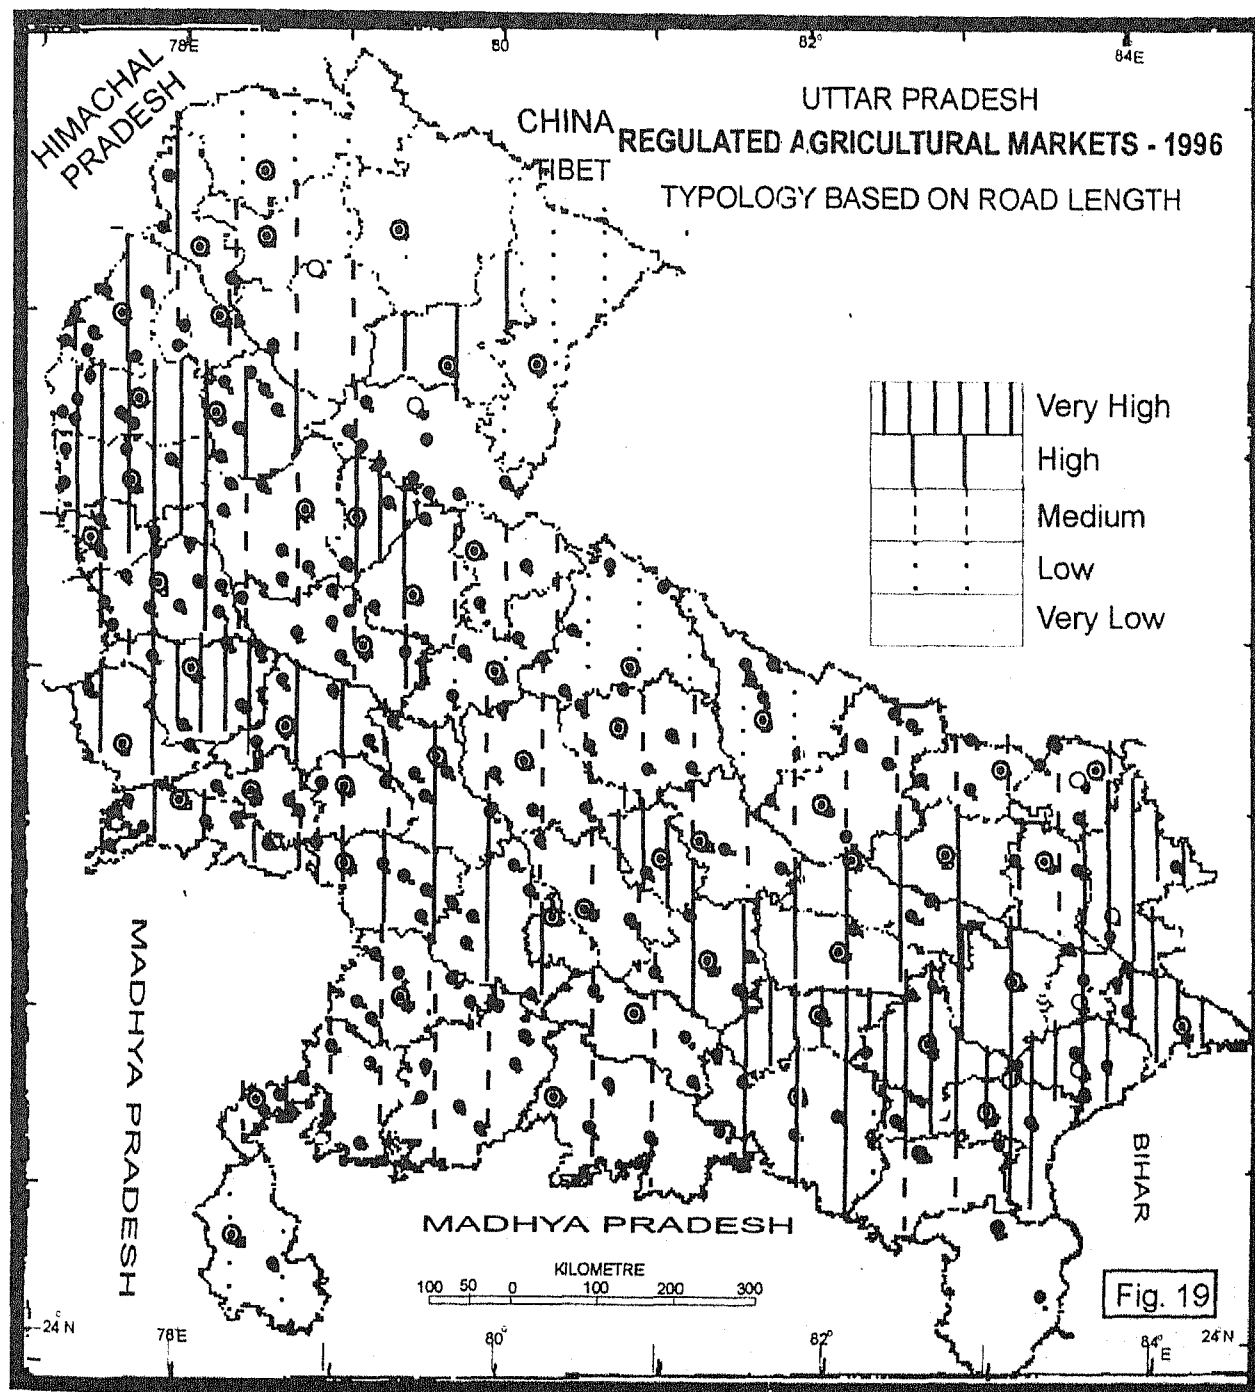 78°E
80
82°
84E
HIMACHAL
PRADESH
CHINA
TIBET
UTTAR PRADESH
REGULATED AGRICULTURAL MARKETS - 1996
TYPOLOGY BASED ON ROAD LENGTH
Very High
High
Medium
Low
Very Low
MADHYA PRADESH
MADHYA PRADESH
BIHAR
KILOMETRE
100 50 0 100 200 300
Fig. 19
24 N
78°E
80°
82°
84° E
24°N